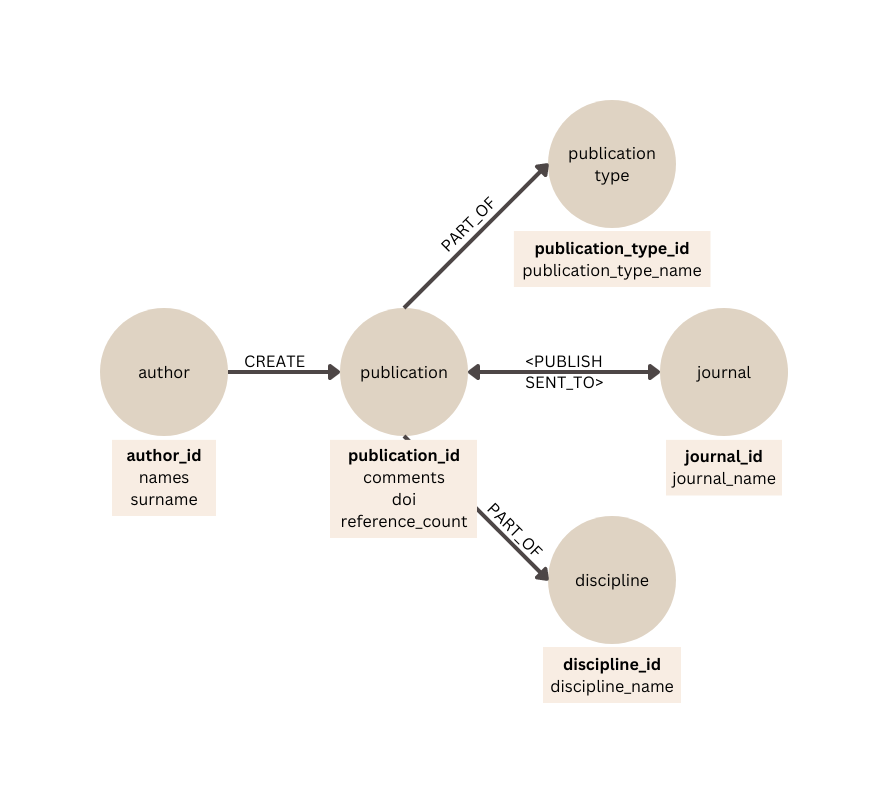 publication
type
PART_OF
publication_type_id
publication_type_name
author
CREATE
publication
<PUBLISH
SENT_TO>
journal
author_id
names
surname
publication_id
comments
doi
reference_count
journal_id
journal_name
PART_OF
discipline
discipline_id
discipline_name